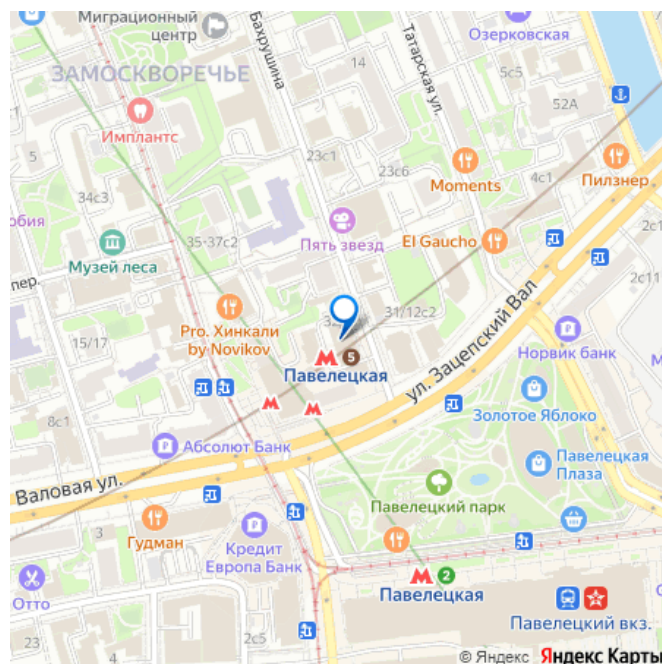 Миграционный
центр
Бахрушина
Озерковская
ЗАМОСКВОРЕЧЬЕ
14
Татарская ул.
5с5
52А
Имплантс
5
23с1
23с6
Moments
4с1
Пилзнер
34с3
обия
35-37с2
Пять звезд
El Gaucho
Музей леса
пер.
2с11
Pro. Хинкали
by Novikov
31/12с2
15/17
5
Павелецкая
ул. Зацепский Вал
Норвик банк
Золотое Яблоко
8с1
Абсолют Банк
Павелецкая
Плаза
Валовая ул.
Павелецкий парк
Гудман
Кредит
Европа Банк
2
Отто
Павелецкая
Павелецкий вкз.
23
4
2с5
© Яндекс Яндекс Карты